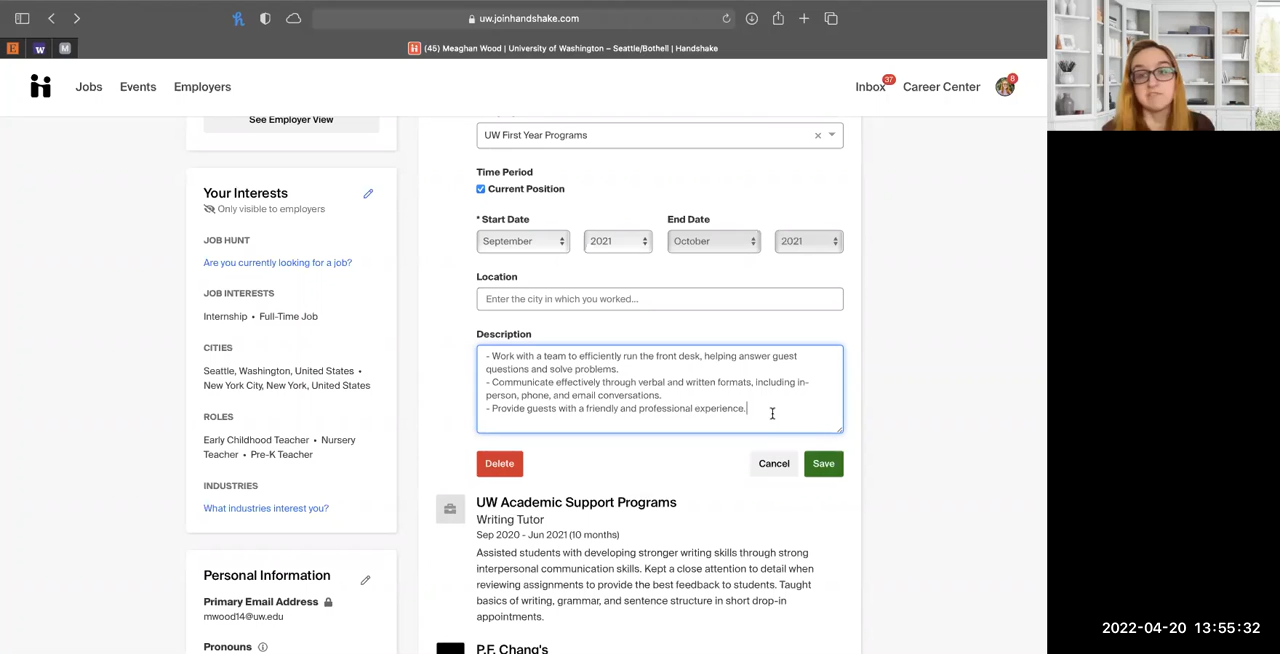 uw.joinhandshake.com
E
w
M
(45) Meaghan Wood | University of Washington – Seattle/Bothell | Handshake
Jobs
Events
Employers
Inbox
37
Career Center
8
See Employer View
Your Interests
Only visible to employers
JOB HUNT
Are you currently looking for a job?
JOB INTERESTS
Internship • Full-Time Job
CITIES
Seattle, Washington, United States •
New York City, New York, United States
ROLES
Early Childhood Teacher • Nursery
Teacher • Pre-K Teacher
INDUSTRIES
What industries interest you?
Personal Information
Primary Email Address
mwood14@uw.edu
Pronouns
UW First Year Programs
Time Period
Current Position
* Start Date
End Date
September
2021
October
2021
Location
Enter the city in which you worked...
Description
- Work with a team to efficiently run the front desk, helping answer guest
questions and solve problems.
- Communicate effectively through verbal and written formats, including in-
person, phone, and email conversations.
- Provide guests with a friendly and professional experience.
Delete
Cancel
Save
UW Academic Support Programs
Writing Tutor
Sep 2020 - Jun 2021 (10 months)
Assisted students with developing stronger writing skills through strong
interpersonal communication skills. Kept a close attention to detail when
reviewing assignments to provide the best feedback to students. Taught
basics of writing, grammar, and sentence structure in short drop-in
appointments.
P.F. Chang's
2022-04-20 13:55:32